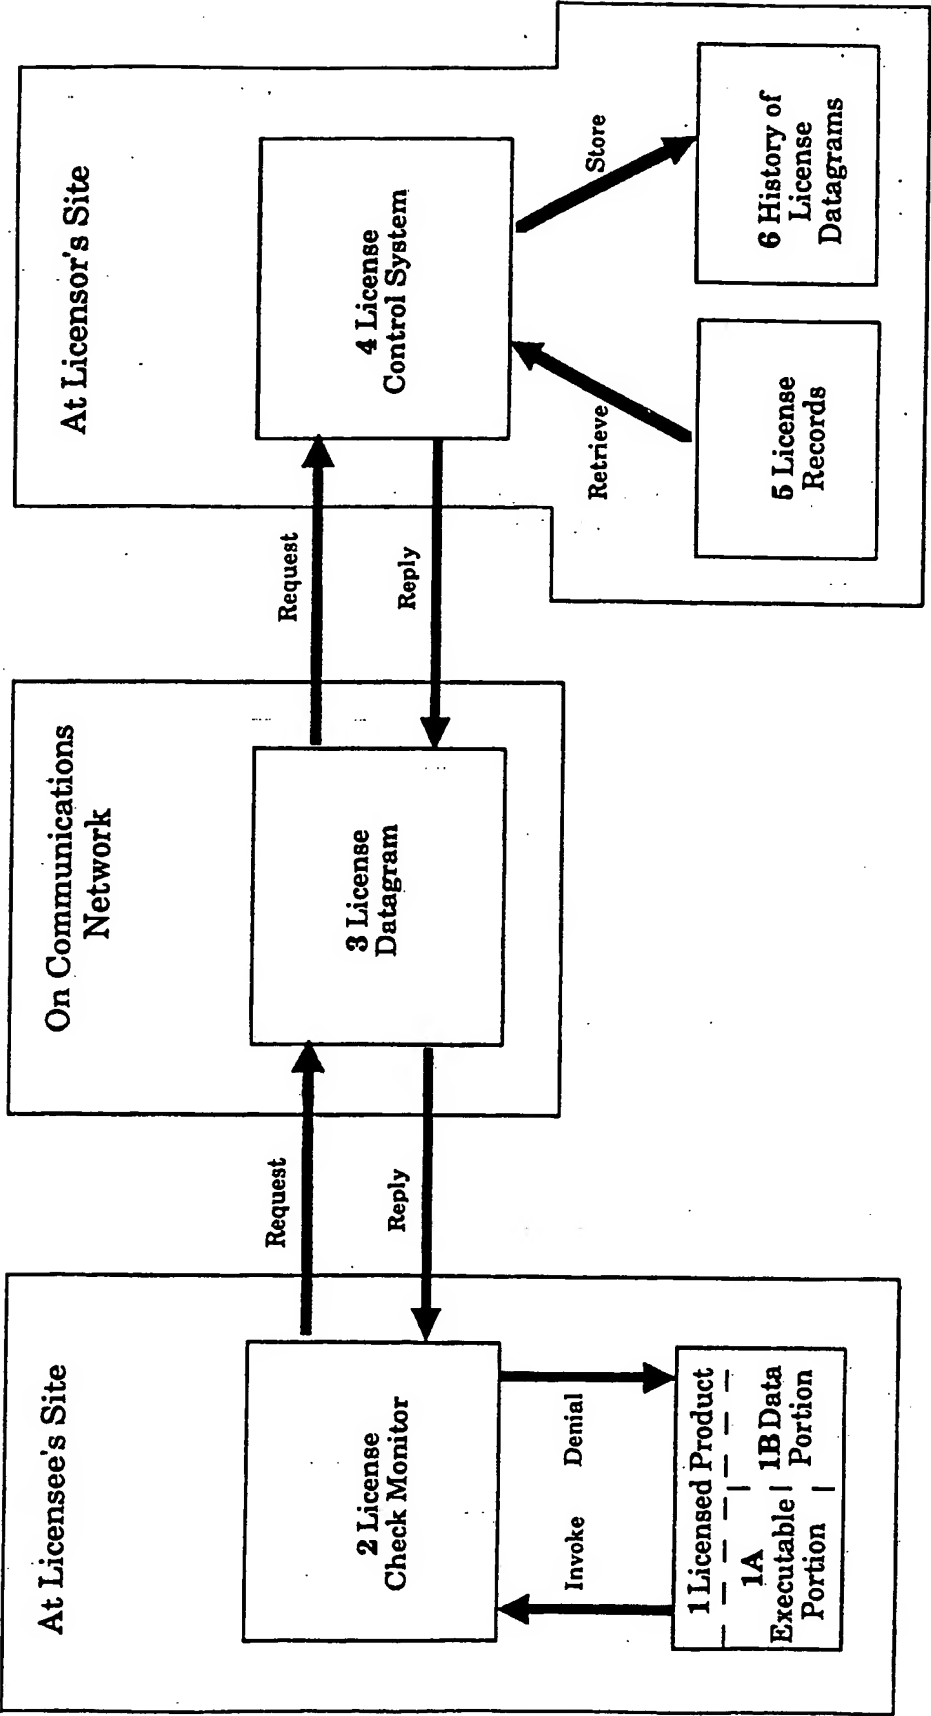 At Licensee's Site
2 License
Check Monitor
Invoke
Denial
1 Licensed Product
1A
Executable
Portion
1B Data
Portion
Request
Reply
On Communications
Network
3 License
Datagram
Request
Reply
At Licensor's Site
4 License
Control System
Retrieve
Store
5 License
Records
6 History of
License
Datagrams